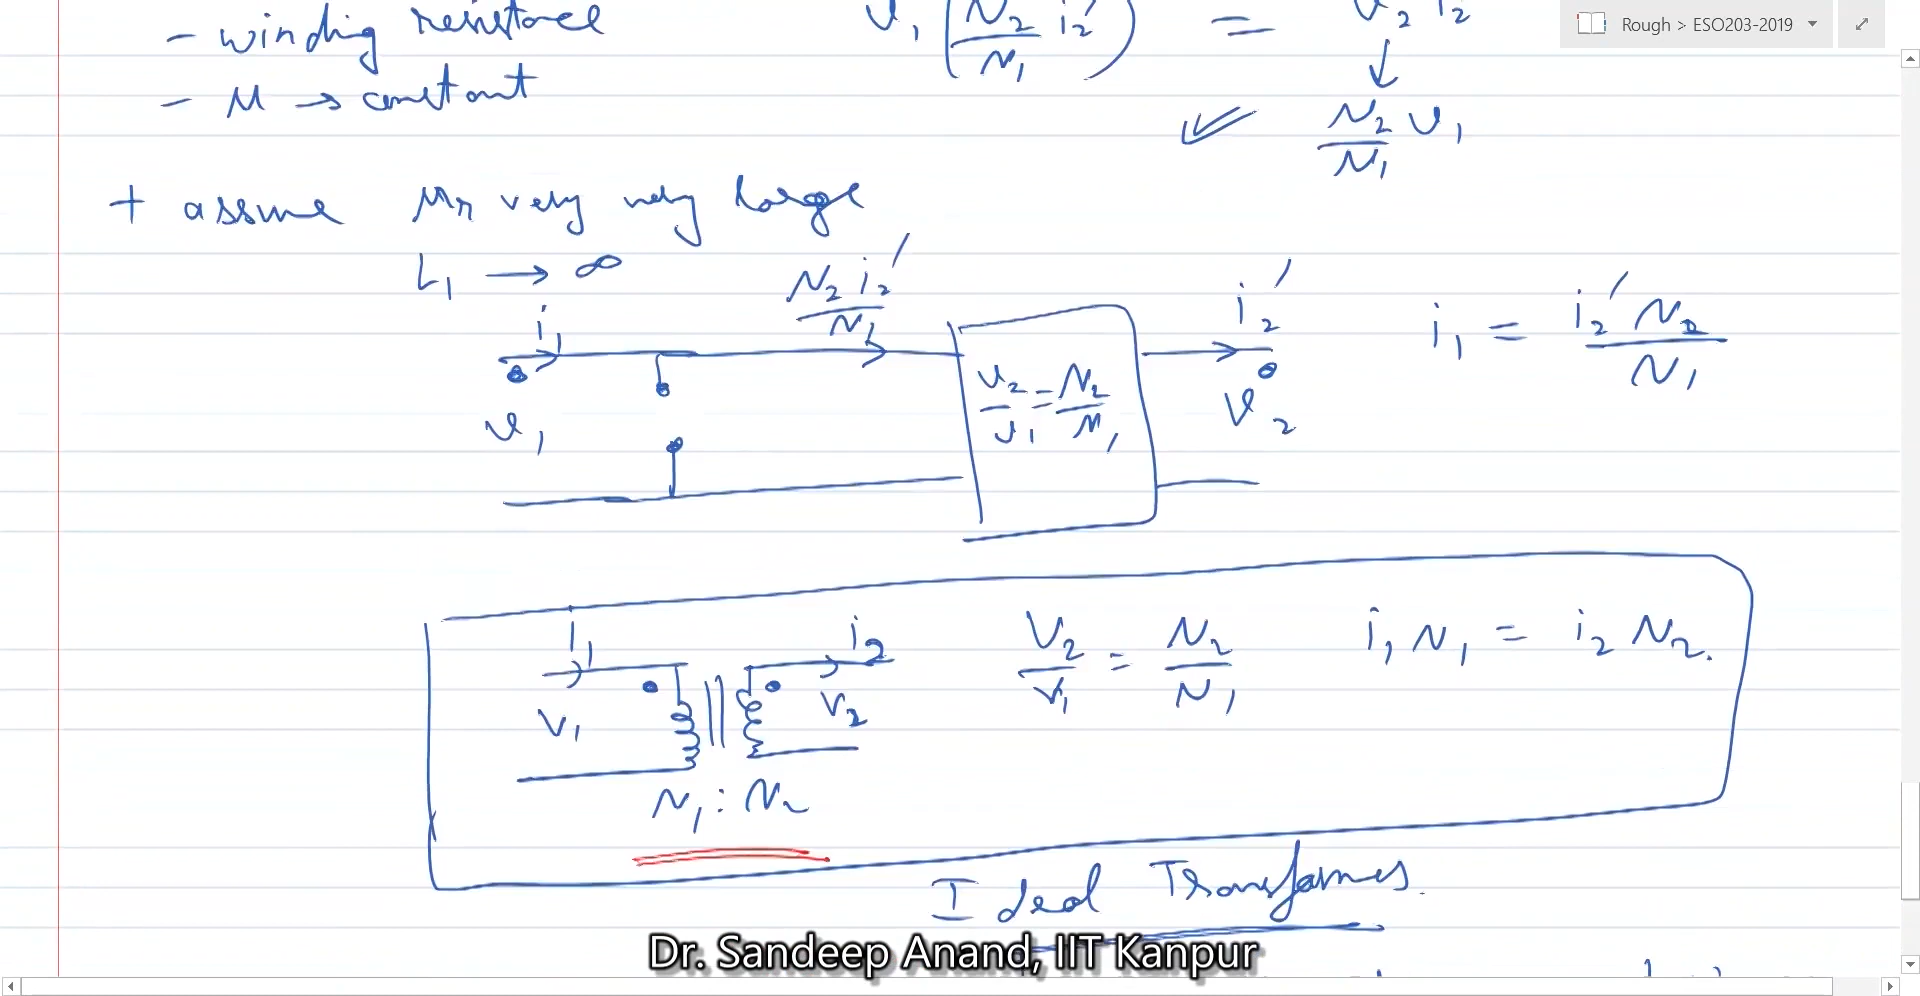 - winding resistance
v1 (N2/N1 i2') = v2 i2'
- M → constant
N2/N1 v1
+ assume μr very very large
L1 → ∞
N2 i2'/N1
i1
i2'
i1 = i2' N2/N1
v1
v2/v1 = N2/N1
V2
i1
i2
V2/V1 = N2/N1
i1 N1 = i2 N2.
V1
V2
N1 : N2
Ideal Transformer.
Rough > ESO203-2019
Dr. Sandeep Anand, IIT Kanpur